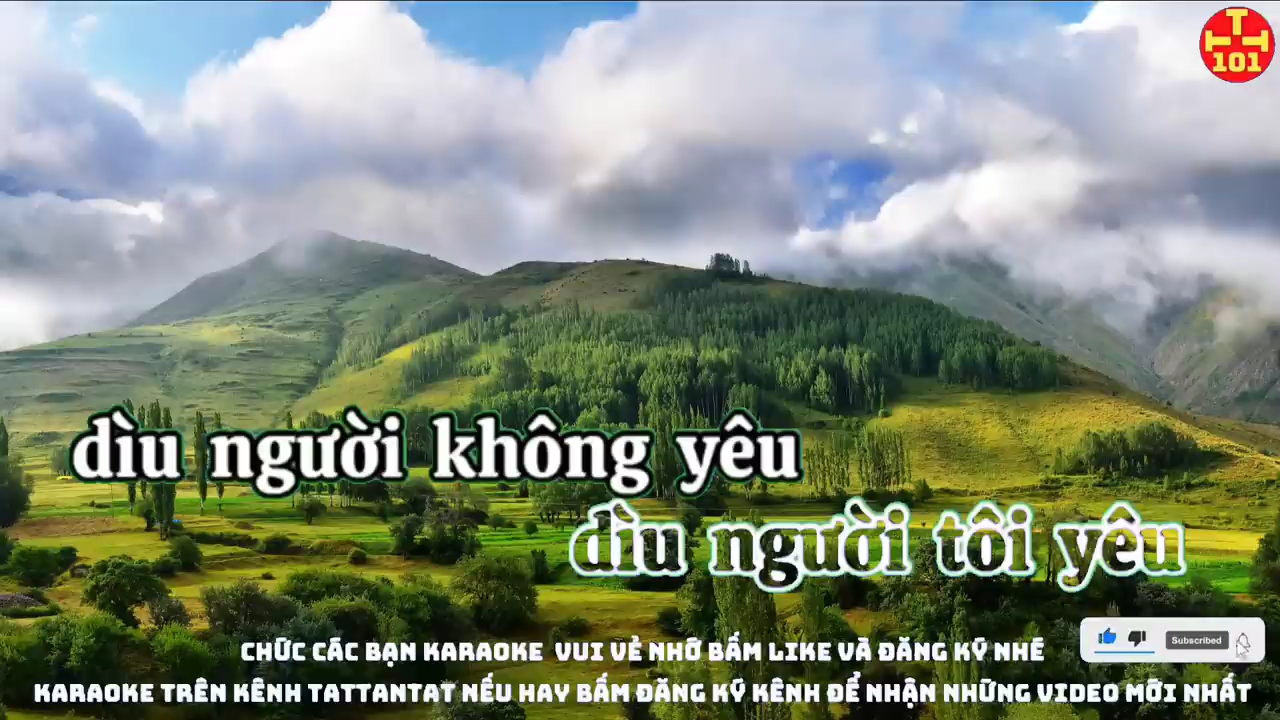 T
T T
101
dìu người không yêu
dìu người tôi yêu
CHỨC CÁC BẠN KARAOKE VUI VẺ NHỚ BẤM LIKE VÀ ĐĂNG KÝ NHÉ
Subscribed
KARAOKE TRÊN KÊNH TATTANTAT NẾU HAY BẤM ĐĂNG KÝ KÊNH ĐỂ NHẬN NHỮNG VIDEO MỚI NHẤT